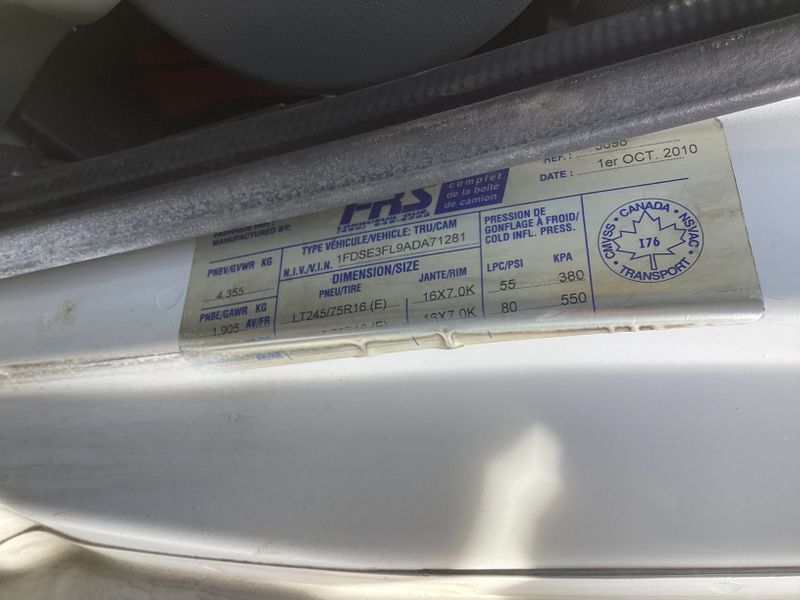 RÉF. : 5098
DATE : 1er OCT. 2010
FRS
complet
de la boîte
de camion
MANUFACTURED BY:
TYPE VÉHICULE/VEHICLE: TRU/CAM
N.I.V./V.I.N. 1FDSE3FL9ADA71281
PNBV/GVWR KG
4,355
PNBE/GAWR KG
1,905 AV/FR
DIMENSION/SIZE
PNEU/TIRE JANTE/RIM
LT245/75R16 (E) 16X7.0K
16X7.0K
PRESSION DE
GONFLAGE À FROID/
COLD INFL. PRESS.
LPC/PSI KPA
55 380
80 550
CANADA
CMVSS NSVAC
176
TRANSPORT